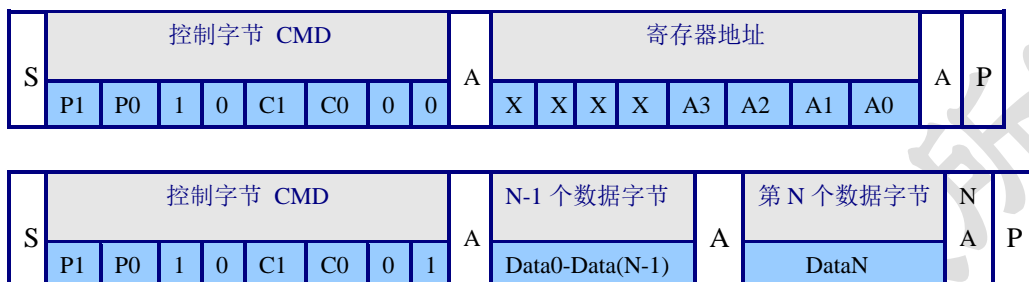 控制字节 CMD 寄存器地址
S A A P
P1 P0 1 0 C1 C0 0 0 X X X X A3 A2 A1 A0
控制字节 CMD N-1 个数据字节 第 N 个数据字节 N
S A A A P
P1 P0 1 0 C1 C0 0 1 Data0-Data(N-1) DataN
所